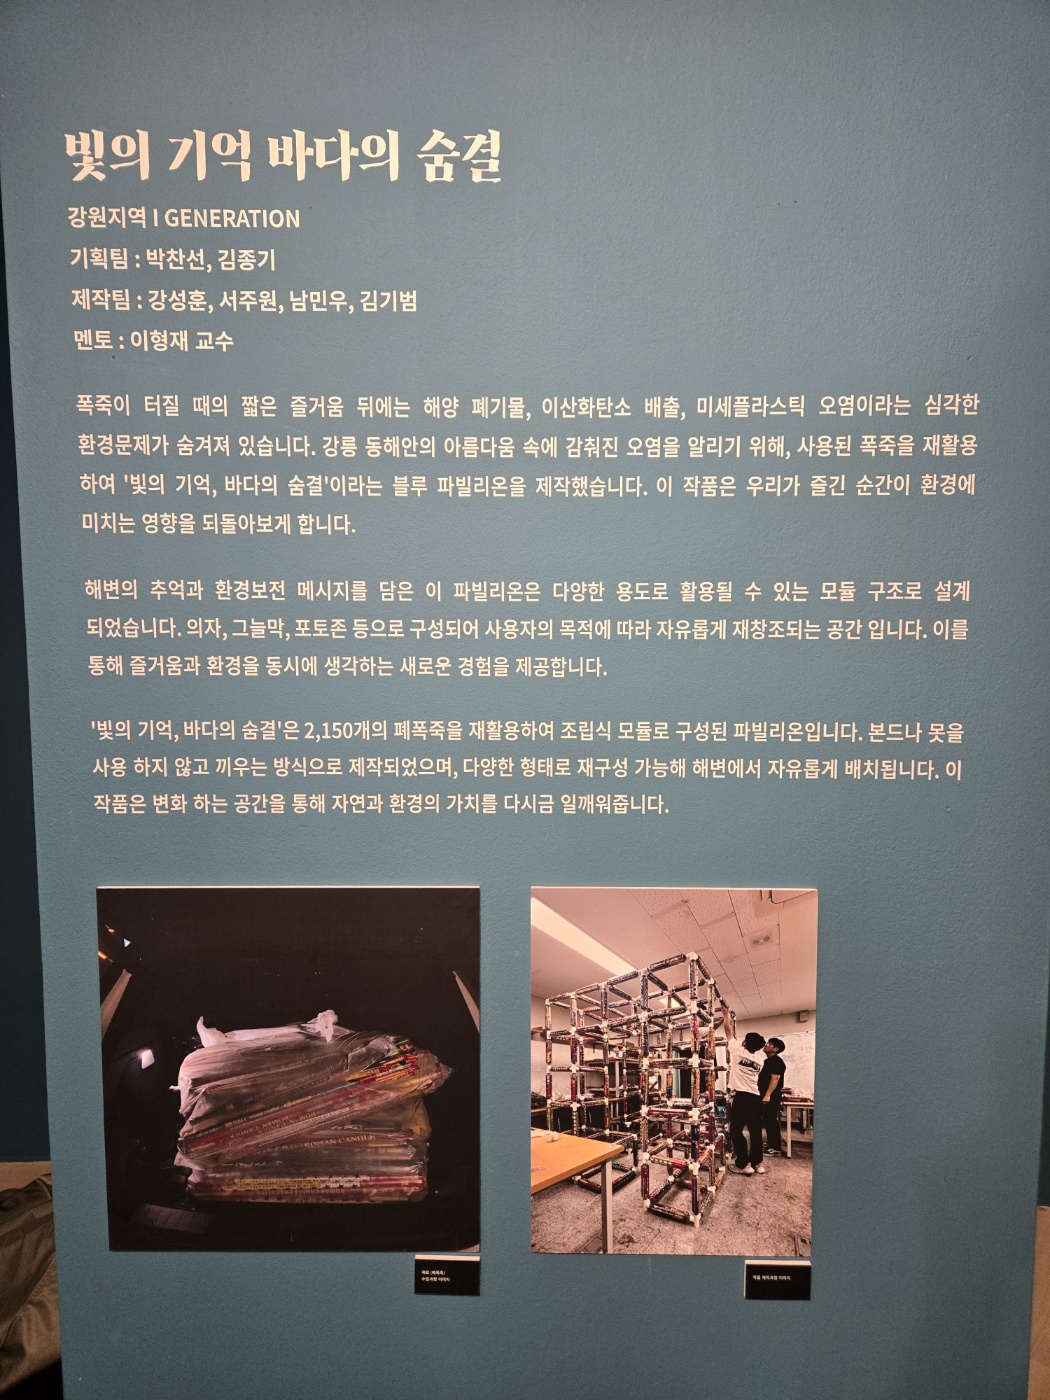 빛의 기억 바다의 숨결
강원지역 I GENERATION
기획팀 : 박찬선, 김종기
제작팀 : 강성훈, 서주원, 남민우, 김기범
멘토 : 이형재 교수
폭죽이 터질 때의 짧은 즐거움 뒤에는 해양 폐기물, 이산화탄소 배출, 미세플라스틱 오염이라는 심각한
환경문제가 숨겨져 있습니다. 강릉 동해안의 아름다움 속에 감춰진 오염을 알리기 위해, 사용된 폭죽을 재활용
하여 '빛의 기억, 바다의 숨결'이라는 블루 파빌리온을 제작했습니다. 이 작품은 우리가 즐긴 순간이 환경에
미치는 영향을 되돌아보게 합니다.
해변의 추억과 환경보전 메시지를 담은 이 파빌리온은 다양한 용도로 활용될 수 있는 모듈 구조로 설계
되었습니다. 의자, 그늘막, 포토존 등으로 구성되어 사용자의 목적에 따라 자유롭게 재창조되는 공간 입니다. 이를
통해 즐거움과 환경을 동시에 생각하는 새로운 경험을 제공합니다.
'빛의 기억, 바다의 숨결'은 2,150개의 폐폭죽을 재활용하여 조립식 모듈로 구성된 파빌리온입니다. 본드나 못을
사용 하지 않고 끼우는 방식으로 제작되었으며, 다양한 형태로 재구성 가능해 해변에서 자유롭게 배치됩니다. 이
작품은 변화 하는 공간을 통해 자연과 환경의 가치를 다시금 일깨워줍니다.
ROMAN CANDLE
재료 (폐폭죽)
수집과정 이미지
작품 제작과정 이미지